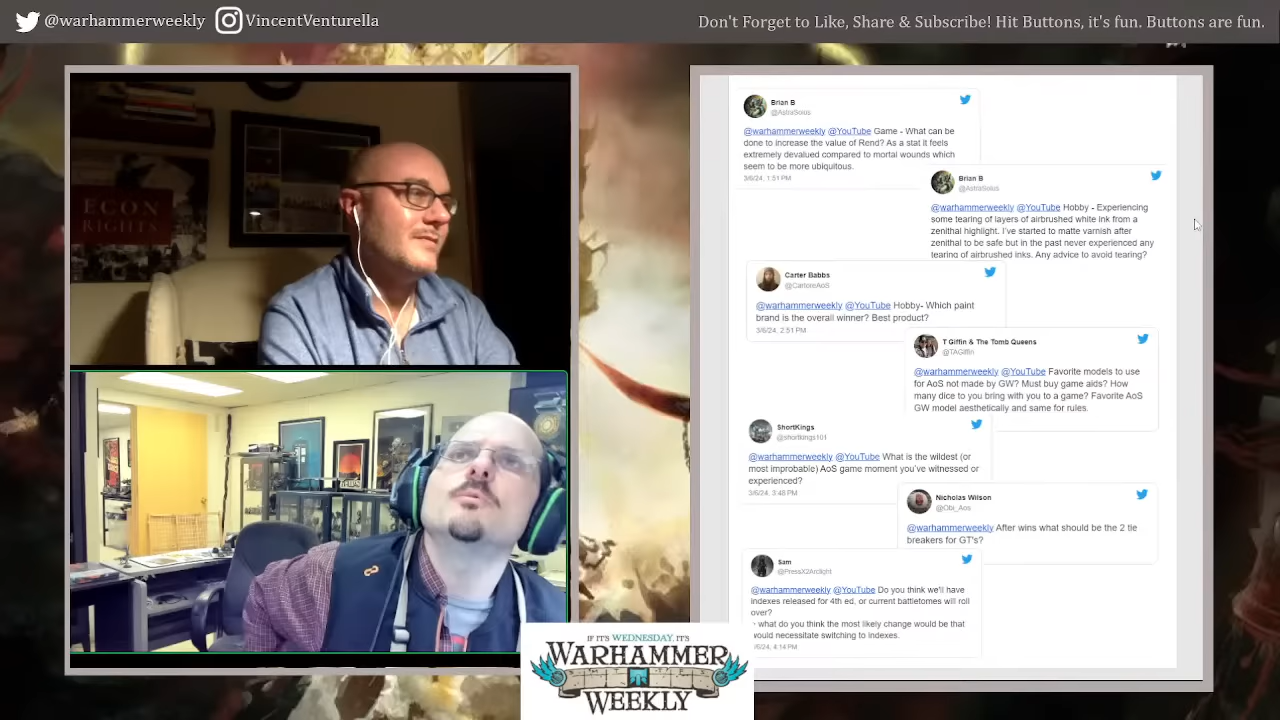 @warhammerweekly
@VincentVenturella
Don't Forget. Hit Buttons, it's fun. Buttons are fun.
ECON
RIGHTS
Brian B
@AstraSolus
@warhammerweekly @YouTube Game - What can be
done to increase the value of Rend? As a stat it feels
extremely devalued compared to mortal wounds which
seem to be more ubiquitous.
3/6/24, 1:51 PM
Brian B
@AstraSolus
@warhammerweekly @YouTube Hobby - Experiencing
some tearing of layers of airbrushed white ink from a
zenithal highlight. I've started to matte varnish after
zenithal to be safe but in the past never experienced any
tearing of airbrushed inks. Any advice to avoid tearing?
Carter Babbs
@CarteroAoS
@warhammerweekly @YouTube Hobby- Which paint
brand is the overall winner? Best product?
3/6/24, 2:51 PM
T Giffin & The Tomb Queens
@TAGiffin
@warhammerweekly @YouTube Favorite models to use
for AoS not made by GW? Must buy game aids? How
many dice to you bring with you to a game? Favorite AoS
GW model aesthetically and same for rules.
ShortKings
@shortkings101
@warhammerweekly @YouTube What is the wildest (or
most improbable) AoS game moment you've witnessed or
experienced?
3/6/24, 3:48 PM
Nicholas Wilson
@Obi_Aos
@warhammerweekly After wins what should be the 2 tie
breakers for GT's?
Sam
@PressX2Arclight
@warhammerweekly @YouTube Do you think we'll have
indexes released for 4th ed, or current battletomes will roll
over?
what do you think the most likely change would be that
would necessitate switching to indexes.
/6/24, 4:14 PM
IF IT'S WEDNESDAY, IT'S
WARHAMMER
WEEKLY